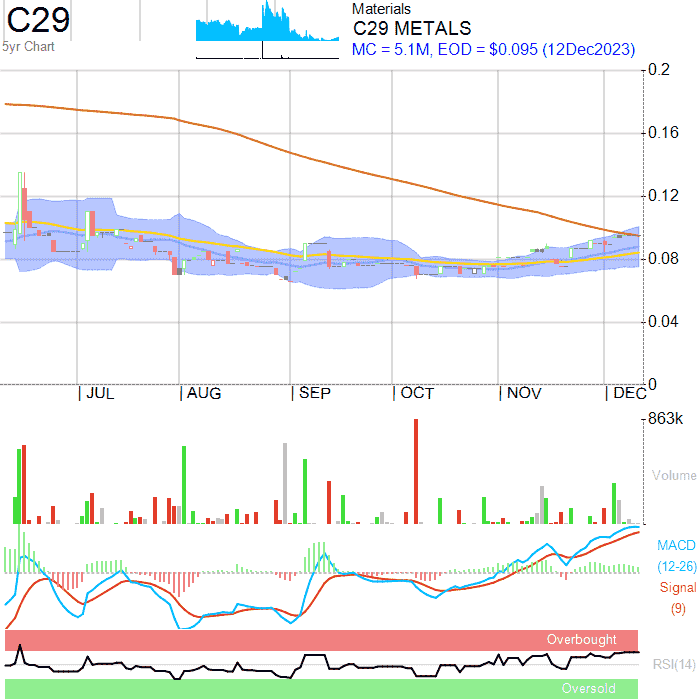 C29
5yr Chart
Materials
C29 METALS
MC = 5.1M, EOD = $0.095 (12Dec2023)
0.2
0.16
0.12
0.08
0.04
0
JUL AUG SEP OCT NOV DEC
863k
Volume
MACD
(12-26)
Signal
(9)
Overbought
RSI(14)
Oversold